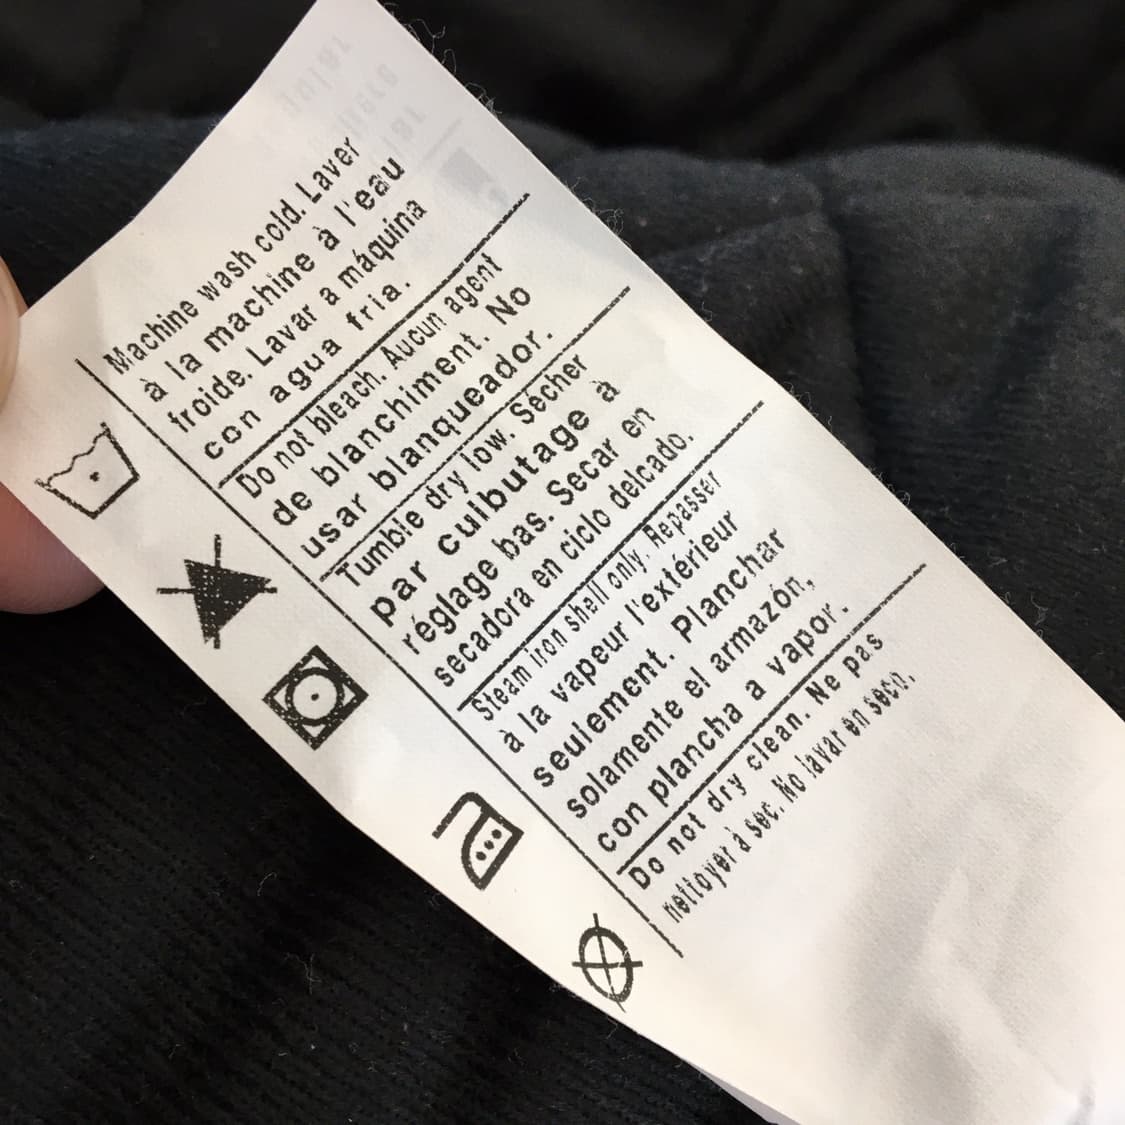 Machine wash cold. Laver
à la machine à l'eau
froide. Lavar a máquina
con agua fria.
Do not bleach. Aucun agent
de blanchiment. No
usar blanqueador.
Tumble dry low. Sécher
par culbutage à
réglage bas. Secar en
secadora en ciclo delcado.
Steam iron shell only. Repasser
à la vapeur l'extérieur
seulement. Planchar
solamente el armazón,
con plancha a vapor.
Do not dry clean. Ne pas
nettoyer à sec. No lavar en seco.